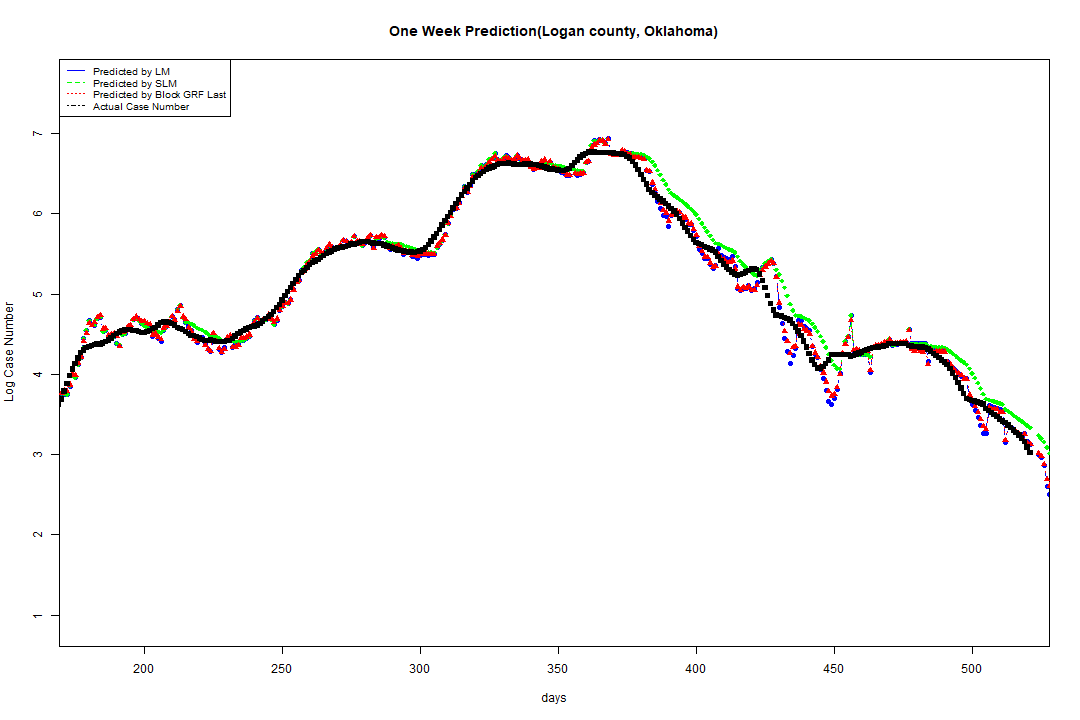 One Week Prediction(Logan county, Oklahoma)
Predicted by LM
Predicted by SLM
Predicted by Block GRF Last
Actual Case Number
7
6
5
4
3
2
1
Log Case Number
200 250 300 350 400 450 500
days